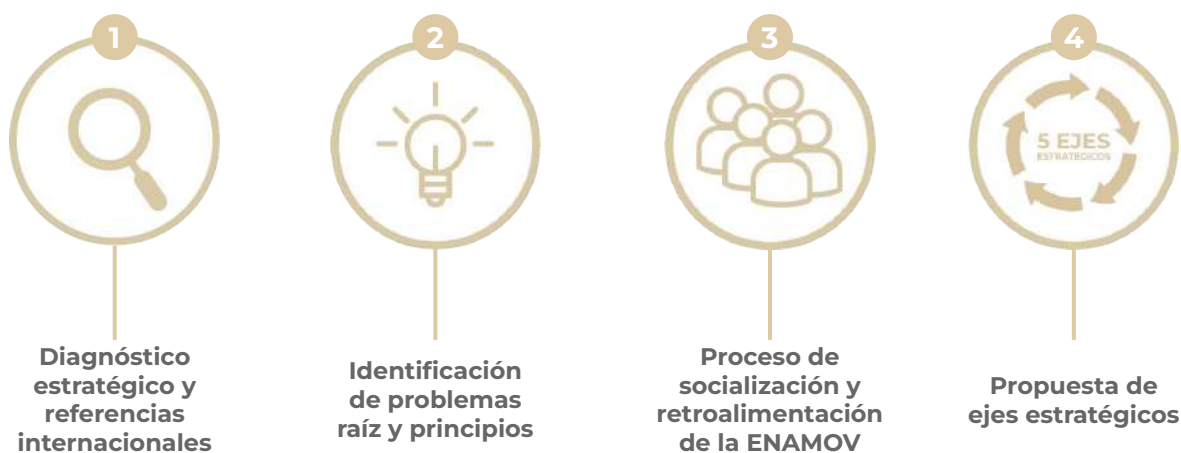 1
Diagnóstico
estratégico y
referencias
internacionales
2
Identificación
de problemas
raíz y principios
3
Proceso de
socialización y
retroalimentación
de la ENAMOV
4
5 EJES
ESTRATEGICOS
Propuesta de
ejes estratégicos